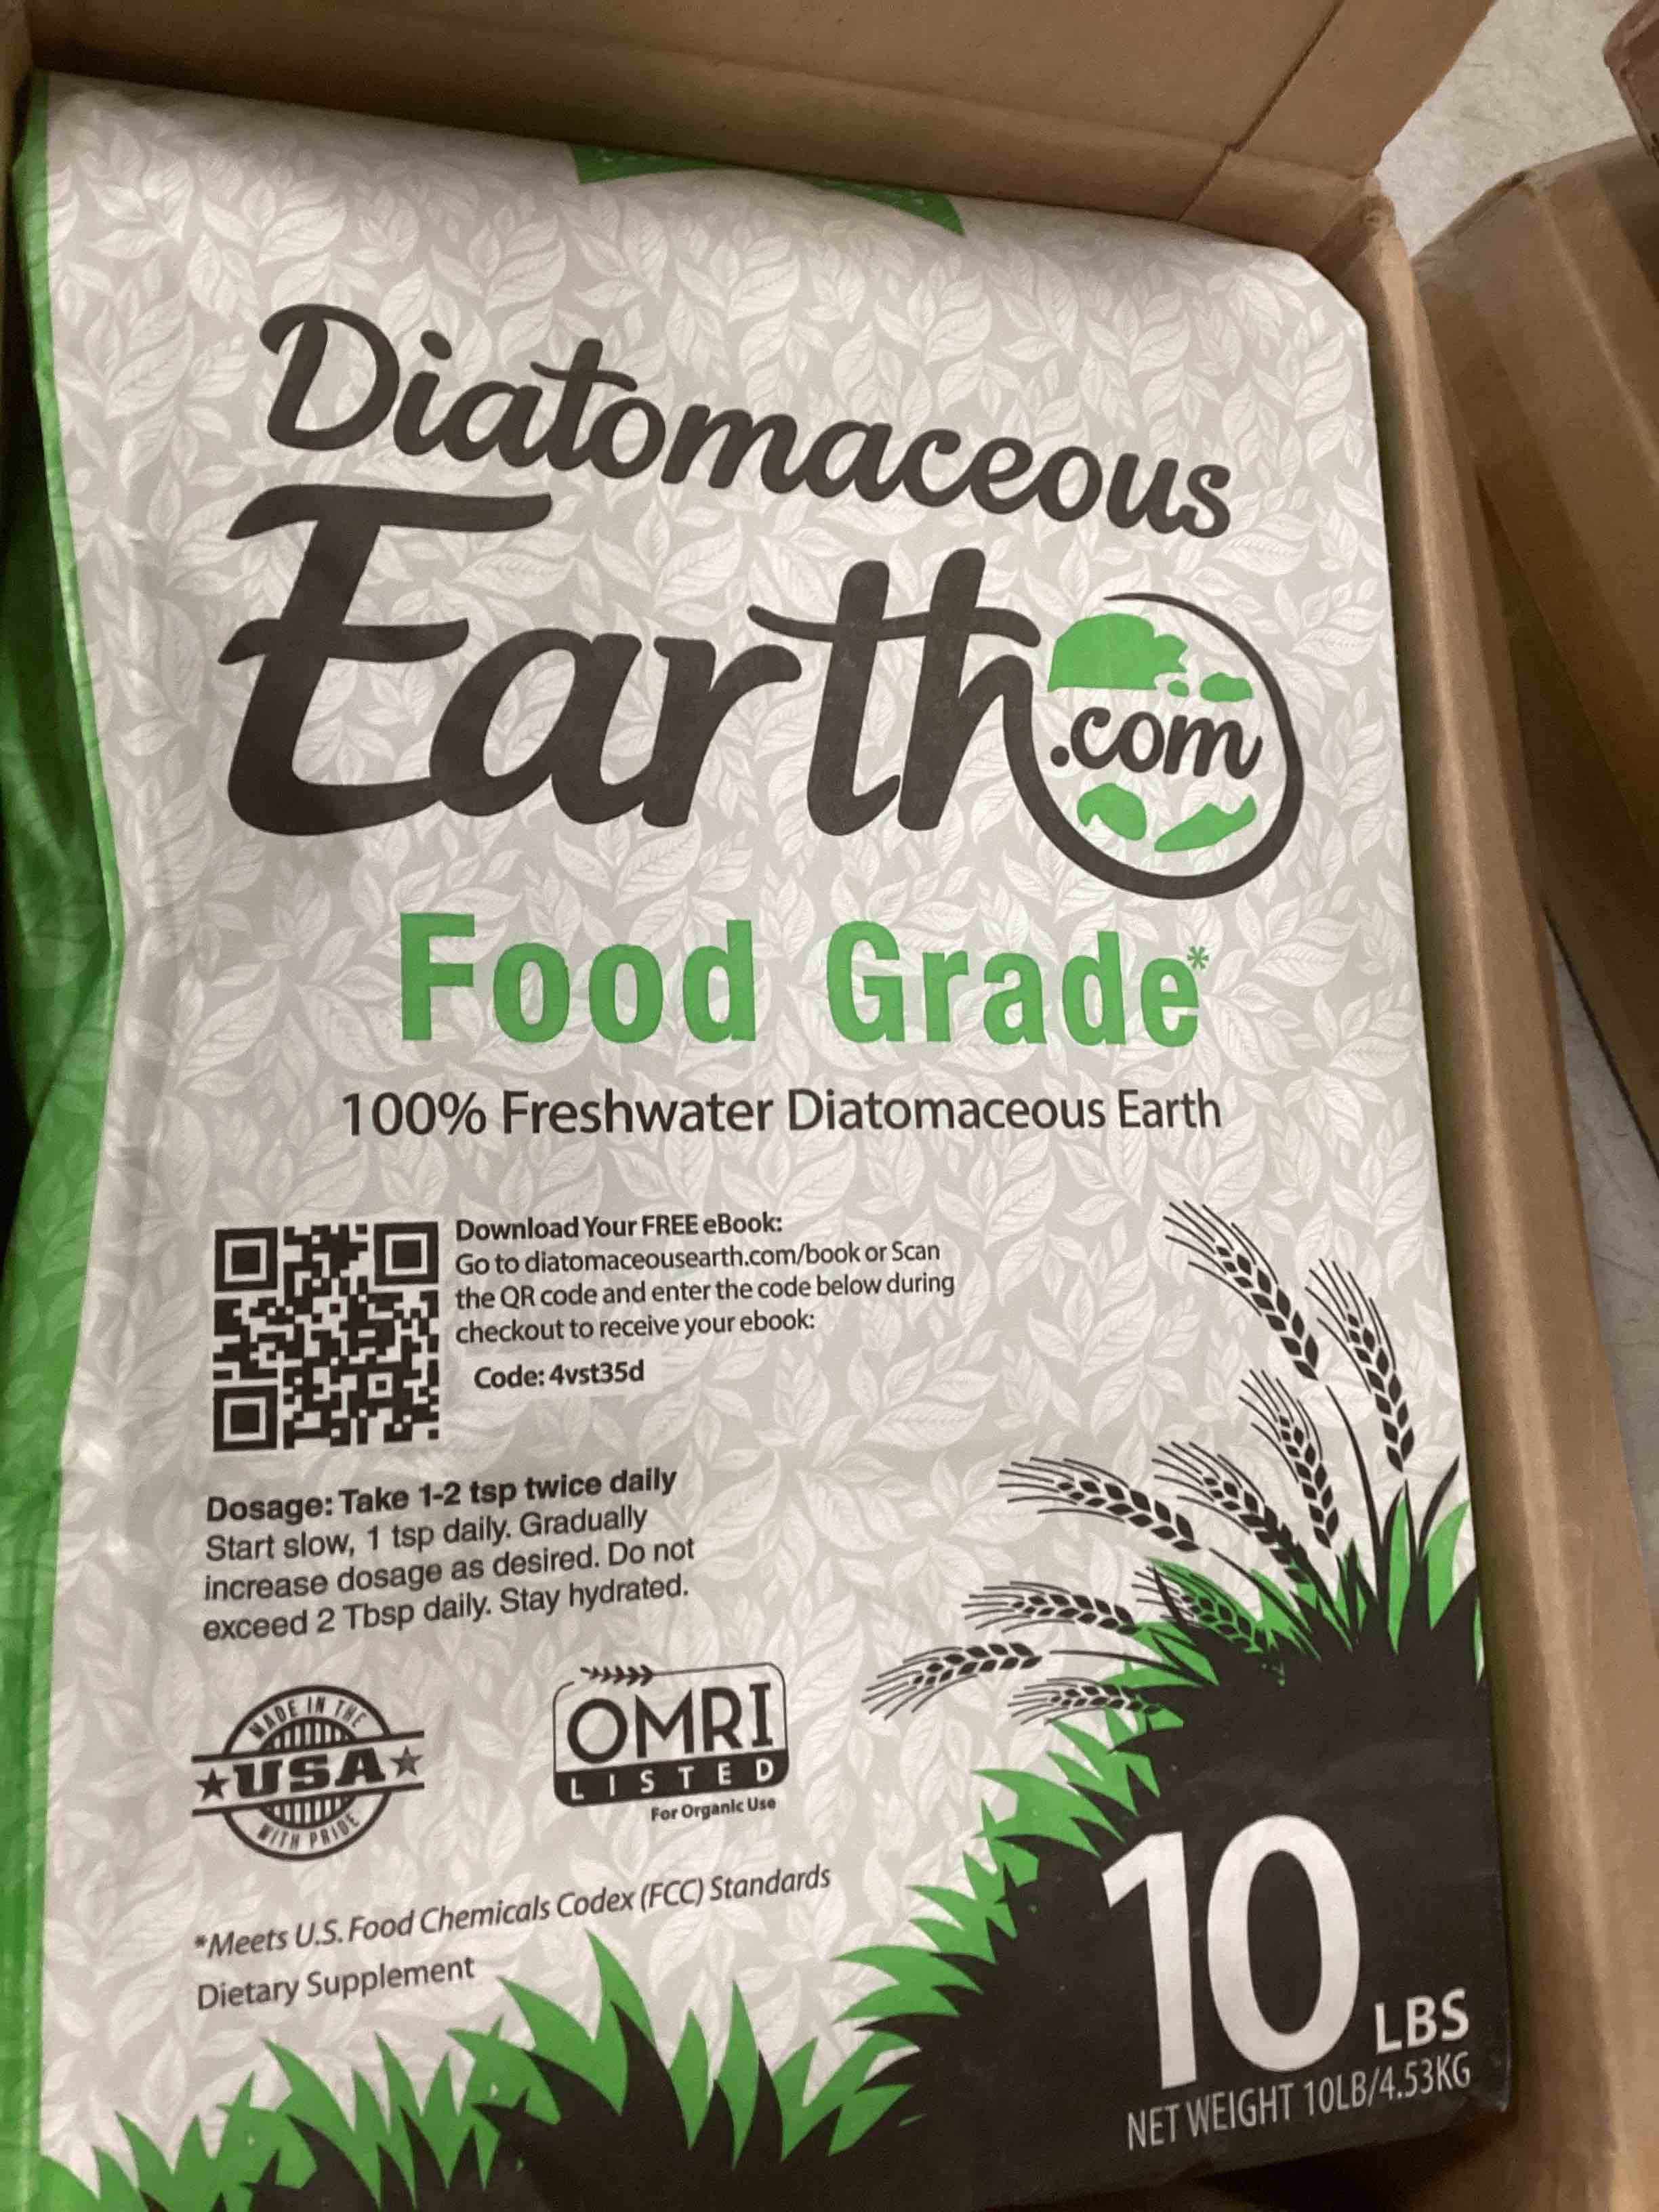 Diatomaceous
Earth.com
Food Grade*
100% Freshwater Diatomaceous Earth
Download Your FREE eBook:
Go to diatomaceousearth.com/book or Scan
the QR code and enter the code below during
checkout to receive your ebook:
Code: 4vst35d
Dosage: Take 1-2 tsp twice daily
Start slow, 1 tsp daily. Gradually
increase dosage as desired. Do not
exceed 2 Tbsp daily. Stay hydrated.
MADE IN THE
USA
WITH PRIDE
OMRI
LISTED
For Organic Use
*Meets U.S. Food Chemicals Codex (FCC) Standards
Dietary Supplement
10
LBS
NET WEIGHT 10LB/4.53KG